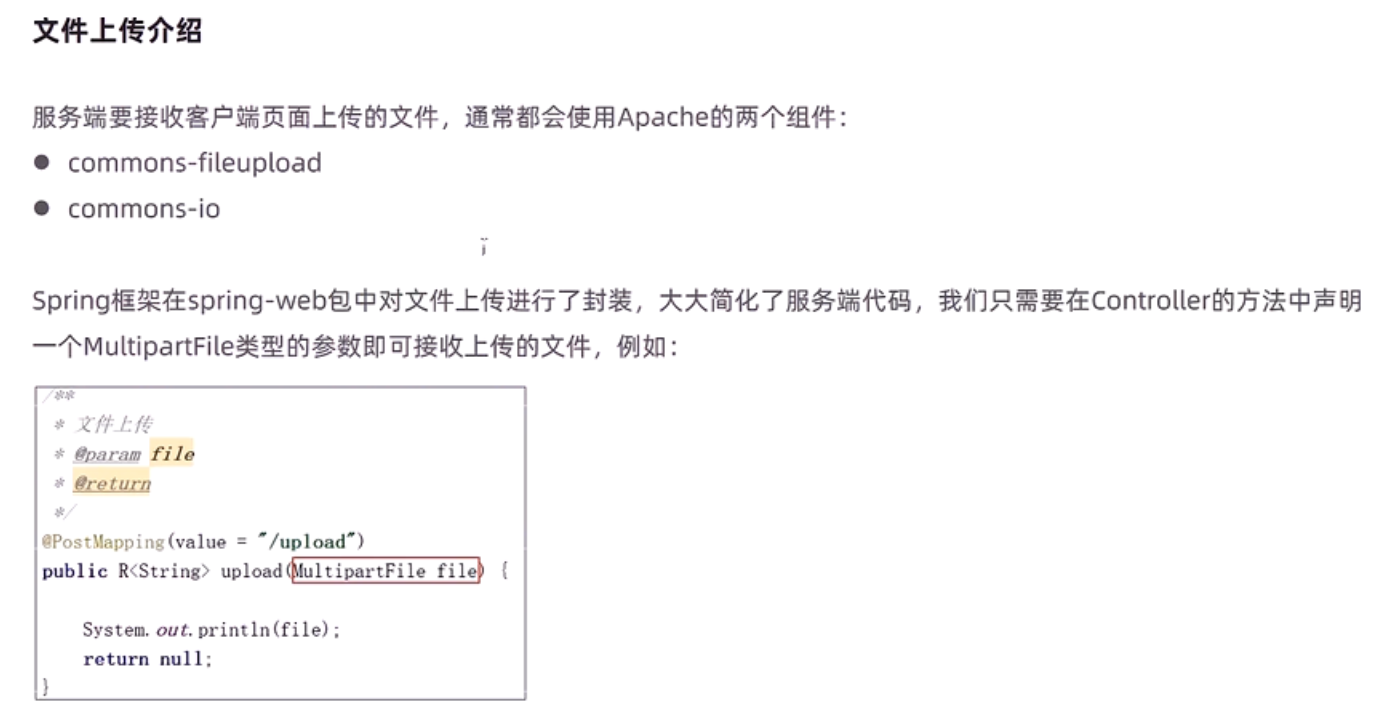 文件上传介绍
服务端要接收客户端页面上传的文件，通常都会使用Apache的两个组件：
● commons-fileupload
● commons-io
Spring框架在spring-web包中对文件上传进行了封装，大大简化了服务端代码，我们只需要在Controller的方法中声明
一个MultipartFile类型的参数即可接收上传的文件，例如：
/**
 * 文件上传
 * @param file
 * @return
 */
@PostMapping(value = "/upload")
public R<String> upload(MultipartFile file) {
    System.out.println(file);
    return null;
}